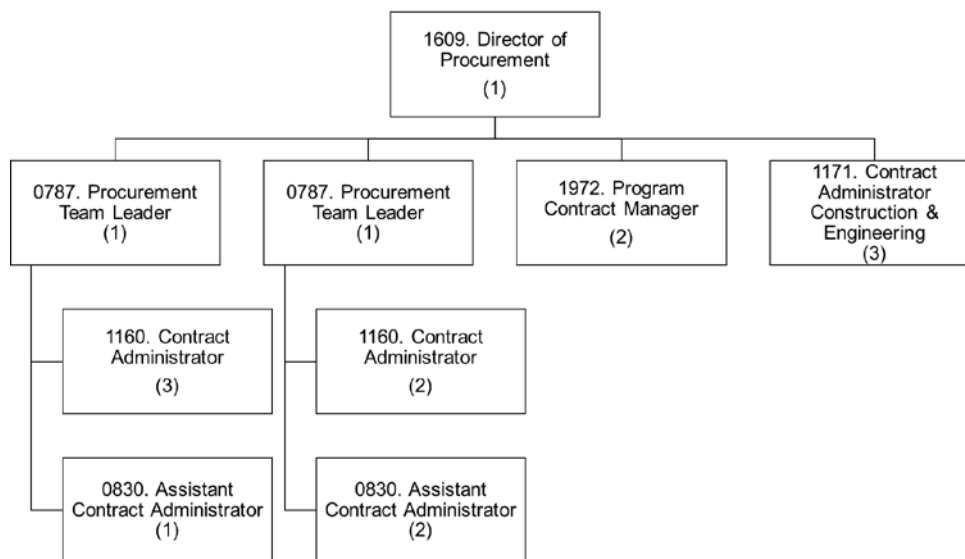 1609. Director of
Procurement
(1)
0787. Procurement
Team Leader
(1)
0787. Procurement
Team Leader
(1)
1972. Program
Contract Manager
(2)
1171. Contract
Administrator
Construction &
Engineering
(3)
1160. Contract
Administrator
(3)
1160. Contract
Administrator
(2)
0830. Assistant
Contract Administrator
(1)
0830. Assistant
Contract Administrator
(2)